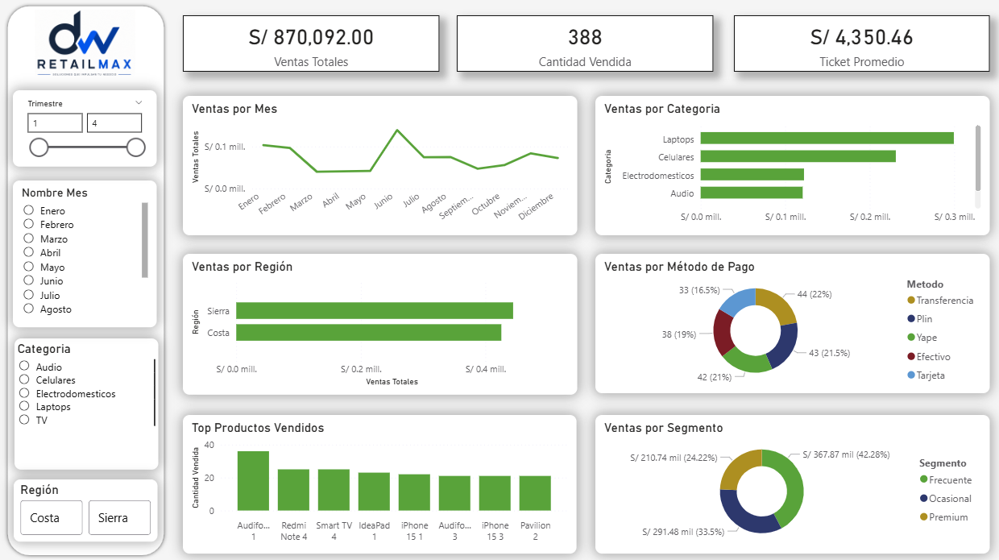 dw
RETAILMAX
Trimestre
1
4
Nombre Mes
Enero
Febrero
Marzo
Abril
Mayo
Junio
Julio
Agosto
Categoria
Audio
Celulares
Electrodomesticos
Laptops
TV
Región
Costa
Sierra
S/ 870,092.00
Ventas Totales
388
Cantidad Vendida
S/ 4,350.46
Ticket Promedio
Ventas por Mes
Ventas Totales
S/ 0.1 mill.
S/ 0.0 mill.
Enero
Febrero
Marzo
Abril
Mayo
Junio
Julio
Agosto
Septiem...
Octubre
Noviem...
Diciembre
Ventas por Categoria
Categoria
Laptops
Celulares
Electrodomesticos
Audio
S/ 0.0 mill.
S/ 0.1 mill.
S/ 0.2 mill.
S/ 0.3 mill.
Ventas por Región
Región
Sierra
Costa
S/ 0.0 mill.
S/ 0.2 mill.
S/ 0.4 mill.
Ventas Totales
Ventas por Método de Pago
33 (16.5%)
44 (22%)
38 (19%)
43 (21.5%)
42 (21%)
Metodo
Transferencia
Plin
Yape
Efectivo
Tarjeta
Top Productos Vendidos
Cantidad Vendida
40
20
0
Audifo...
1
Redmi
Note 4
Smart TV
4
IdeaPad
1
iPhone
15 1
Audifo...
3
iPhone
15 3
Pavilion
2
Ventas por Segmento
S/ 210.74 mil (24.22%)
S/ 367.87 mil (42.28%)
S/ 291.48 mil (33.5%)
Segmento
Frecuente
Ocasional
Premium